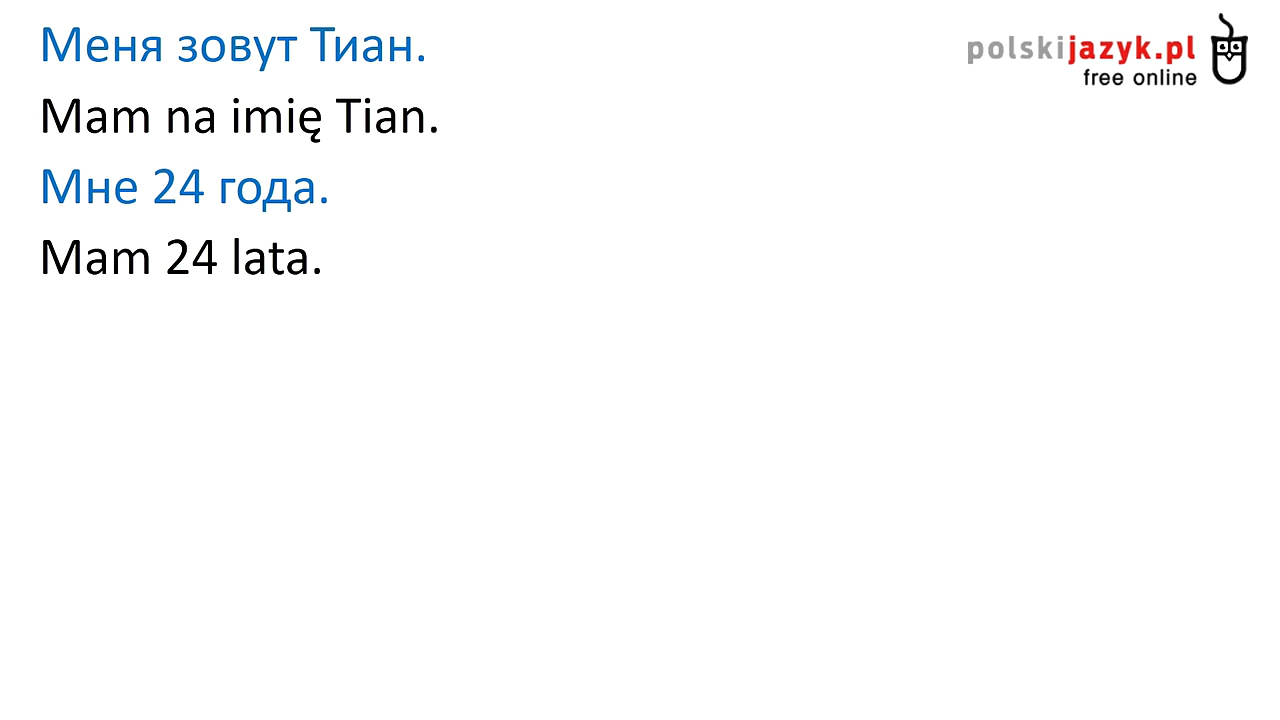 Меня зовут Тиан.
polskijazyk.pl
free online
Mam na imię Tian.
Мне 24 года.
Mam 24 lata.